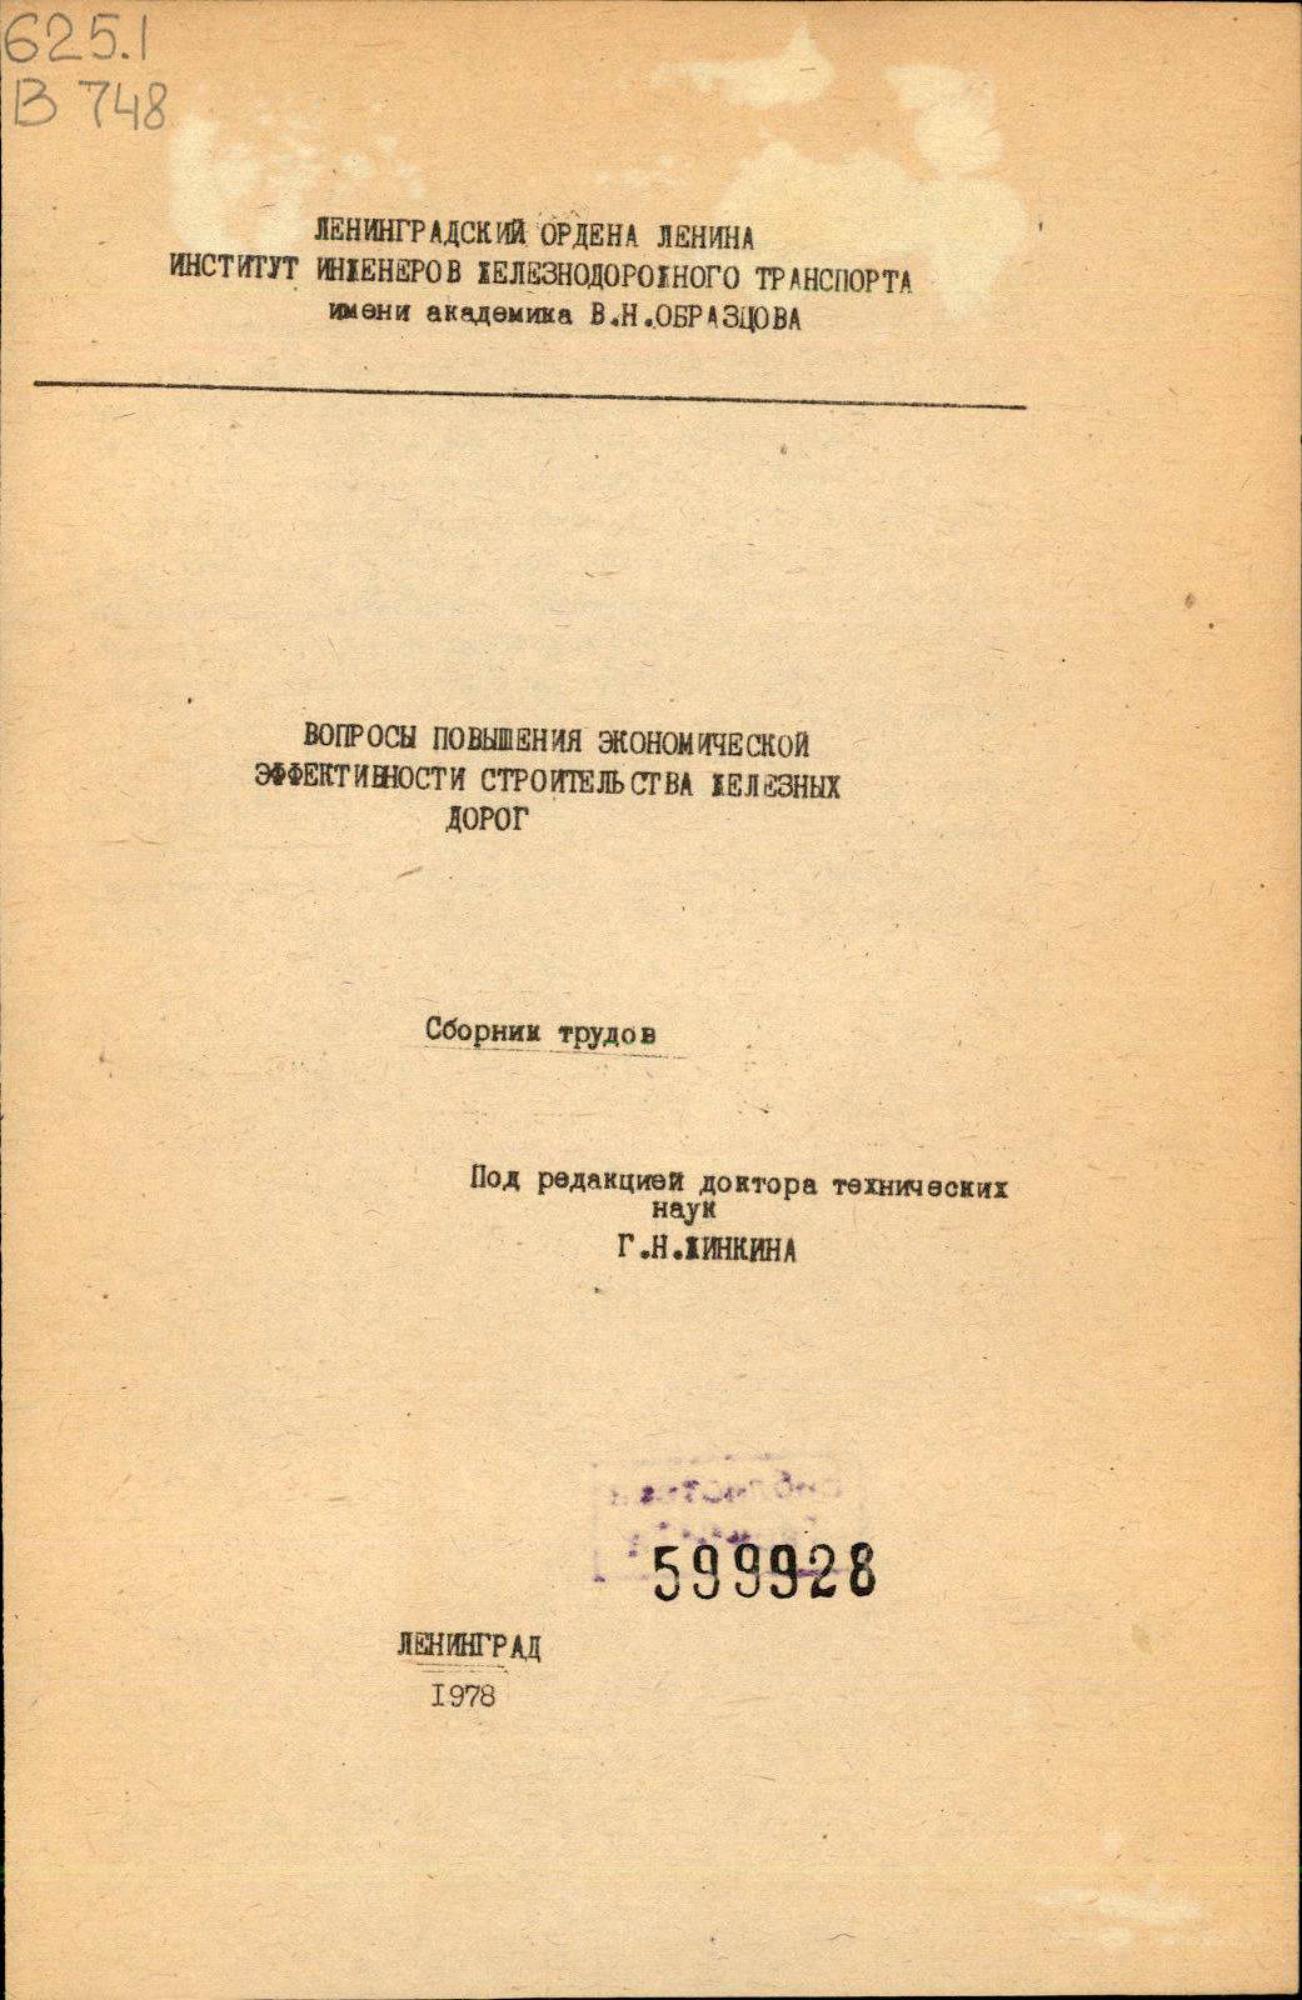 625.1
В 748
ЛЕНИНГРАДСКИЙ ОРДЕНА ЛЕНИНА
ИНСТИТУТ ИНЖЕНЕРОВ ЖЕЛЕЗНОДОРОЖНОГО ТРАНСПОРТА
имени академика В.Н.ОБРАЗЦОВА
ВОПРОСЫ ПОВЫШЕНИЯ ЭКОНОМИЧЕСКОЙ
ЭФФЕКТИВНОСТИ СТРОИТЕЛЬСТВА ЖЕЛЕЗНЫХ
ДОРОГ
Сборник трудов
Под редакцией доктора технических
наук
Г.Н.ЖИНКИНА
599928
ЛЕНИНГРАД
1978